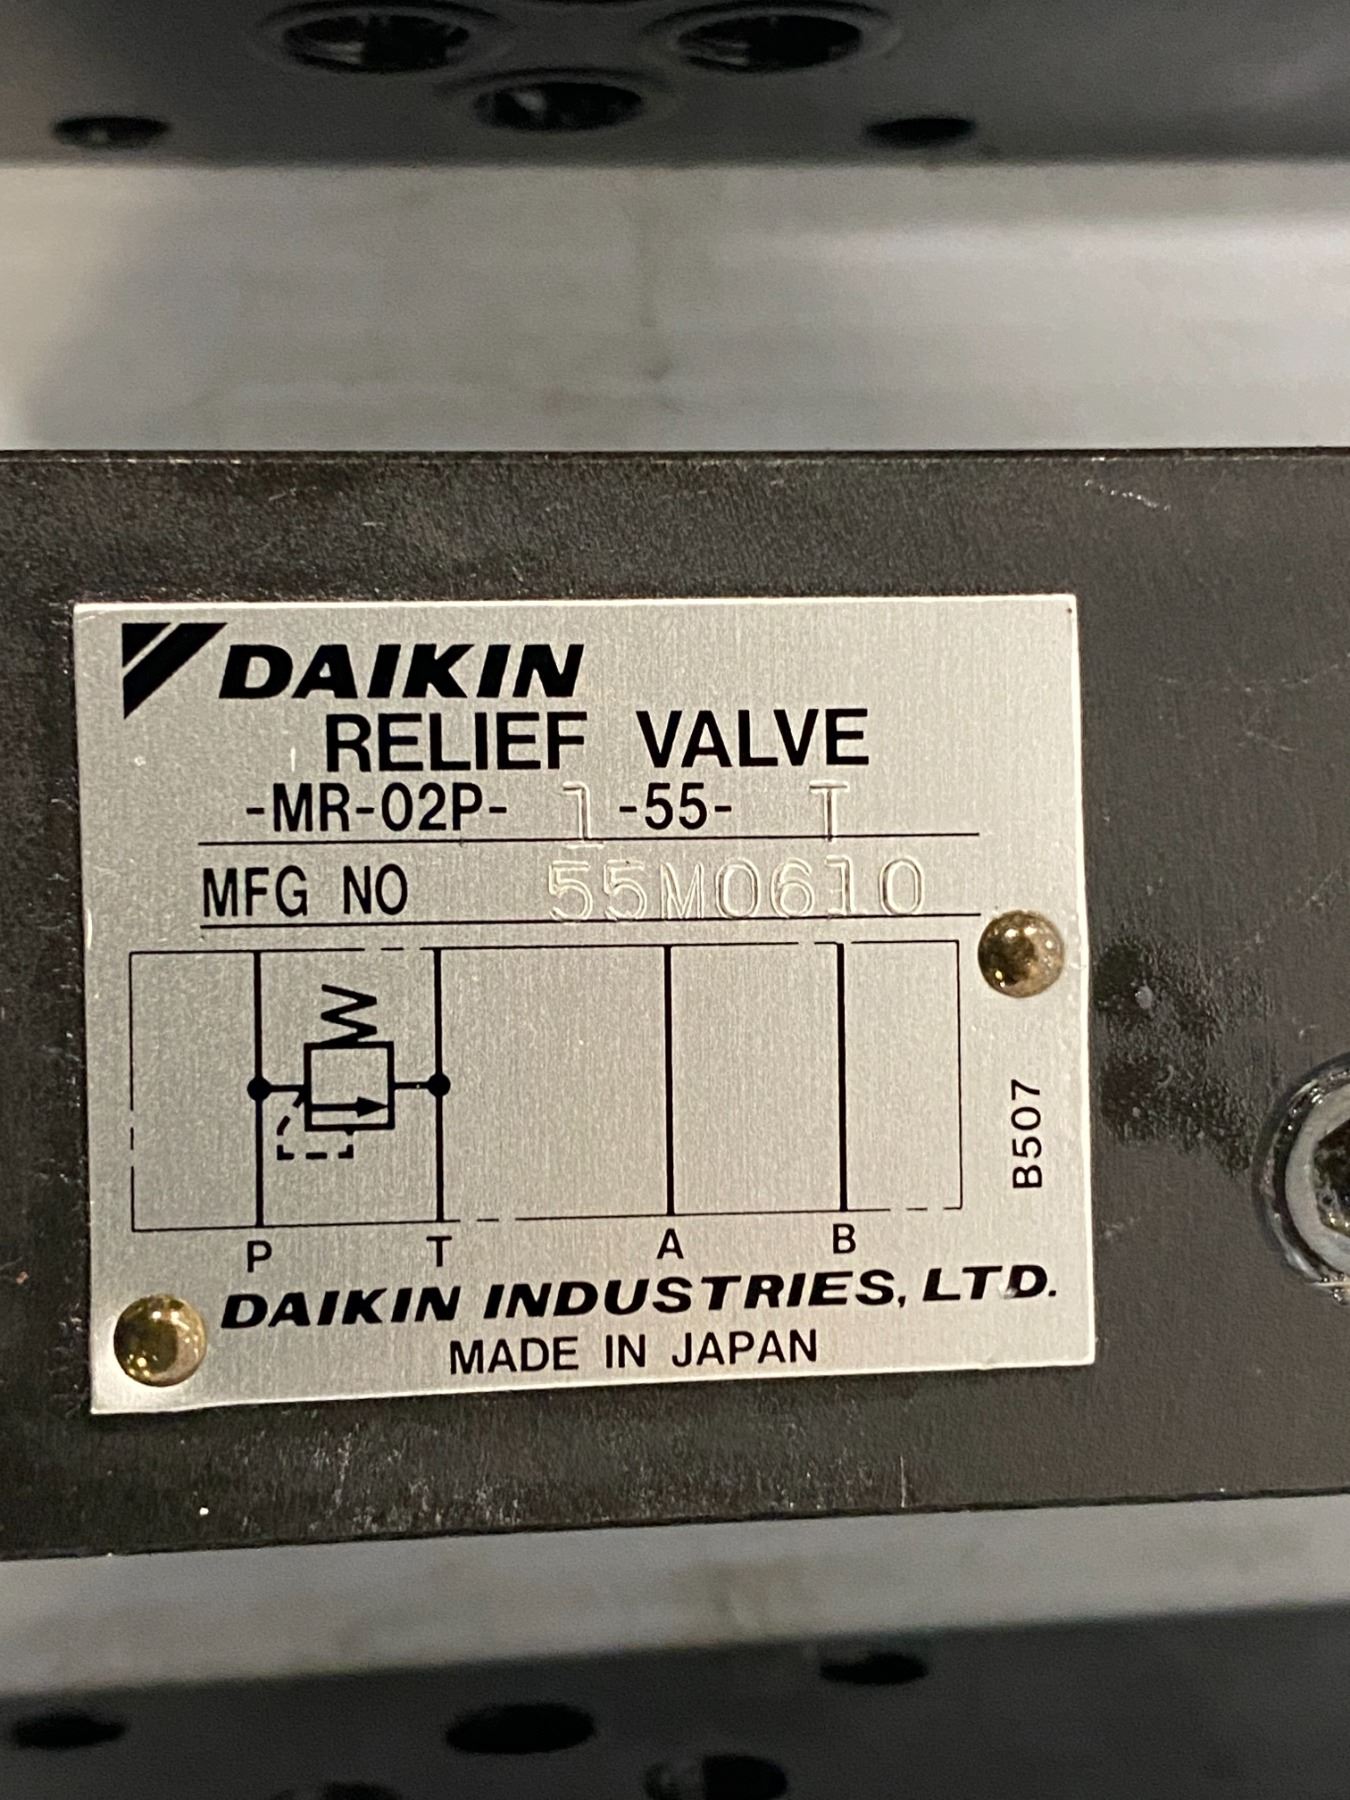 DAIKIN
RELIEF VALVE
-MR-02P- 1 -55- T
MFG NO 55M0610
B507
P T A B
DAIKIN INDUSTRIES, LTD.
MADE IN JAPAN